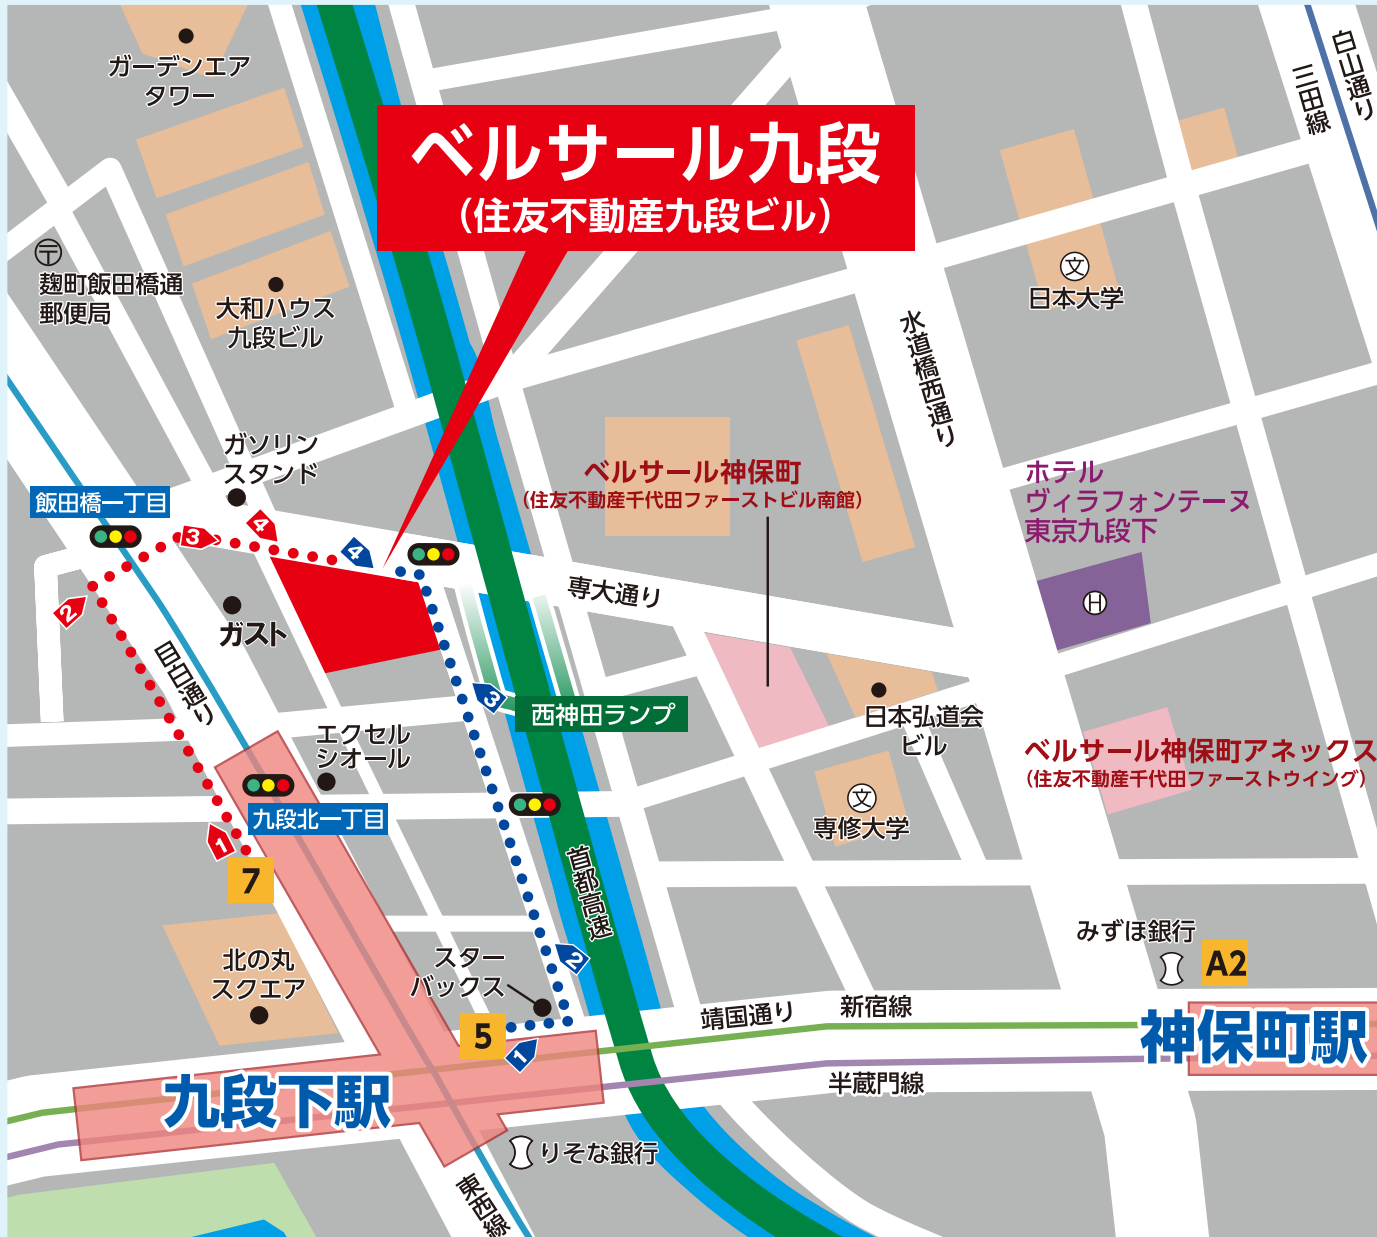 ガーデンエア
タワー
ベルサール九段
（住友不動産九段ビル）
白山通り
三田線
〒
麹町飯田橋通
郵便局
大和ハウス
九段ビル
文
日本大学
水道橋西通り
ガソリン
スタンド
飯田橋一丁目
ベルサール神保町
（住友不動産千代田ファーストビル南館）
ホテル
ヴィラフォンテーヌ
東京九段下
H
3
4
4
2
専大通り
ガスト
目白通り
3
西神田ランプ
日本弘道会
ビル
エクセル
シオール
ベルサール神保町アネックス
（住友不動産千代田ファーストウイング）
文
専修大学
九段北一丁目
1
7
首都高速
北の丸
スクエア
スター
バックス
2
みずほ銀行
A2
5
1
靖国通り
新宿線
神保町駅
九段下駅
半蔵門線
りそな銀行
東西線